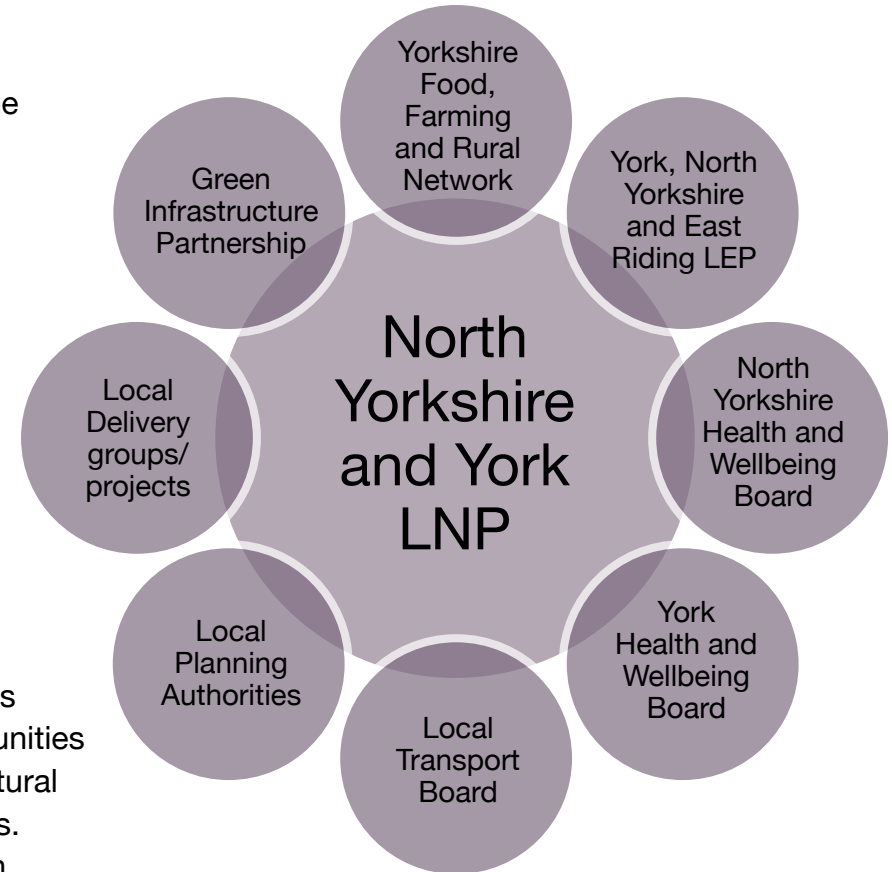 e
Yorkshire
Food,
Farming
and Rural
Network
York, North
Yorkshire
and East
Riding LEP
North
Yorkshire
Health and
Wellbeing
Board
York
Health and
Wellbeing
Board
Local
Transport
Board
Local
Planning
Authorities
Local
Delivery
groups/
projects
Green
Infrastructure
Partnership
North
Yorkshire
and York
LNP
s
unities
tural
s.